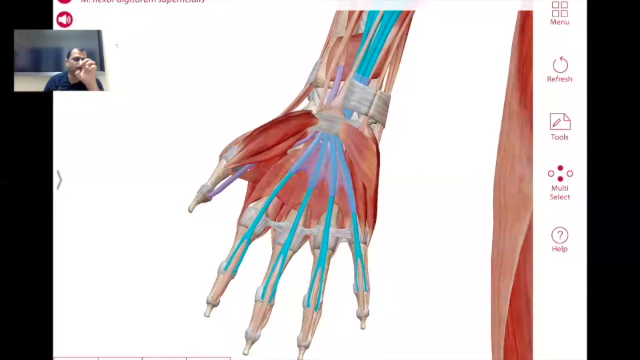 M. flexor digitorum superficialis
Menu
Refresh
Tools
Multi
Select
Help